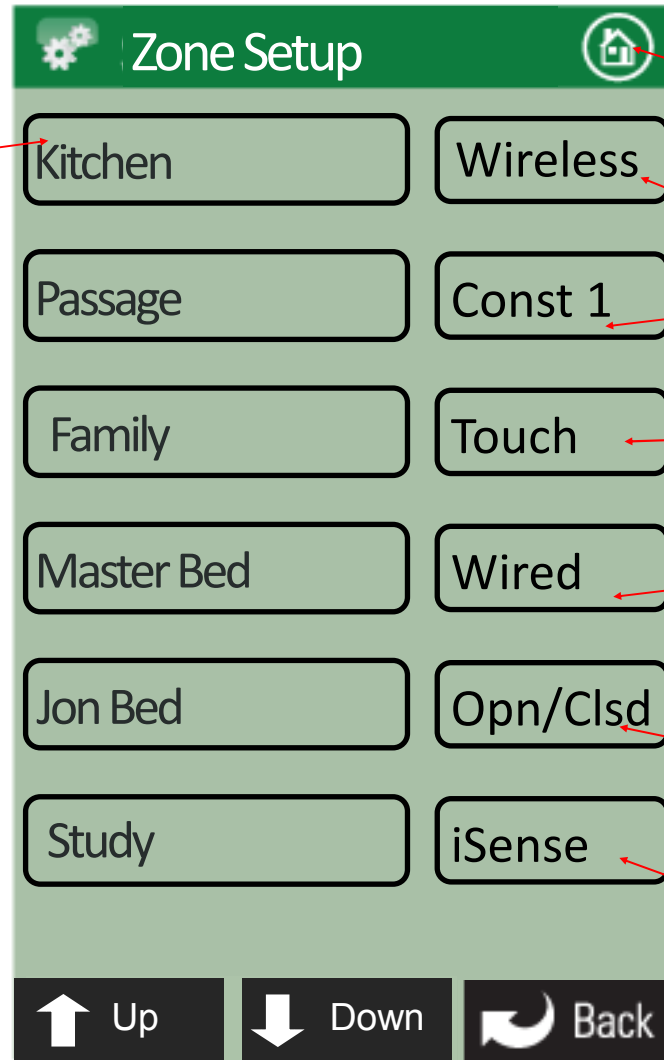 Zone Setup
Kitchen
Wireless
Passage
Const 1
Family
Touch
Master Bed
Wired
Jon Bed
Opn/Clsd
Study
iSense
Up
Down
Back